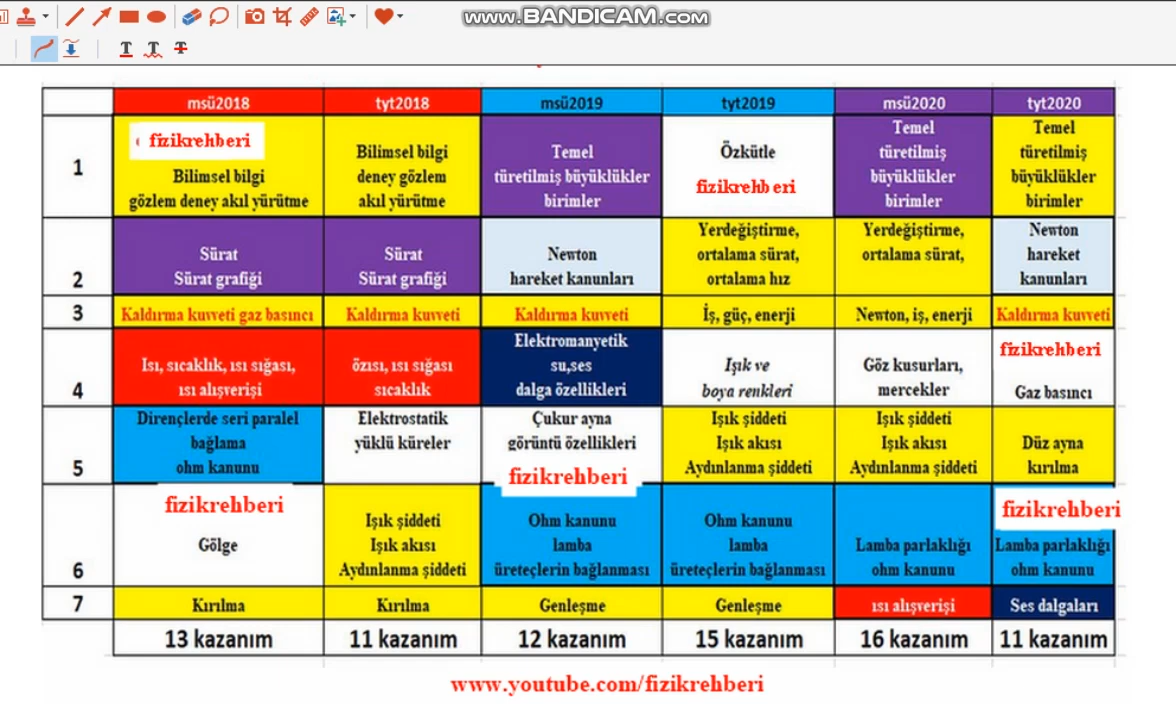 www.BANDICAM.com
T T T
msü2018 tyt2018 msü2019 tyt2019 msü2020 tyt2020
1
fizikrehberi
Bilimsel bilgi
gözlem deney akıl yürütme
Bilimsel bilgi
deney gözlem
akıl yürütme
Temel
türetilmiş büyüklükler
birimler
Özkütle
fizikrehberi
Temel
türetilmiş
büyüklükler
birimler
Temel
türetilmiş
büyüklükler
birimler
2
Sürat
Sürat grafiği
Sürat
Sürat grafiği
Newton
hareket kanunları
Yerdeğiştirme,
ortalama sürat,
ortalama hız
Yerdeğiştirme,
ortalama sürat,
Newton
hareket
kanunları
3
Kaldırma kuvveti gaz basıncı
Kaldırma kuvveti
Kaldırma kuvveti
İş, güç, enerji
Newton, iş, enerji
Kaldırma kuvveti
4
Isı, sıcaklık, ısı sığası,
ısı alışverişi
özısı, ısı sığası
sıcaklık
Elektromanyetik
su,ses
dalga özellikleri
Işık ve
boya renkleri
Göz kusurları,
mercekler
fizikrehberi
Gaz basıncı
5
Dirençlerde seri paralel
bağlama
ohm kanunu
Elektrostatik
yüklü küreler
Çukur ayna
görüntü özellikleri
fizikrehberi
Işık şiddeti
Işık akısı
Aydınlanma şiddeti
Işık şiddeti
Işık akısı
Aydınlanma şiddeti
Düz ayna
kırılma
6
fizikrehberi
Gölge
Işık şiddeti
Işık akısı
Aydınlanma şiddeti
Ohm kanunu
lamba
üreteçlerin bağlanması
Ohm kanunu
lamba
üreteçlerin bağlanması
Lamba parlaklığı
ohm kanunu
fizikrehberi
Lamba parlaklığı
ohm kanunu
7
Kırılma
Kırılma
Genleşme
Genleşme
ısı alışverişi
Ses dalgaları
13 kazanım 11 kazanım 12 kazanım 15 kazanım 16 kazanım 11 kazanım
www.youtube.com/fizikrehberi